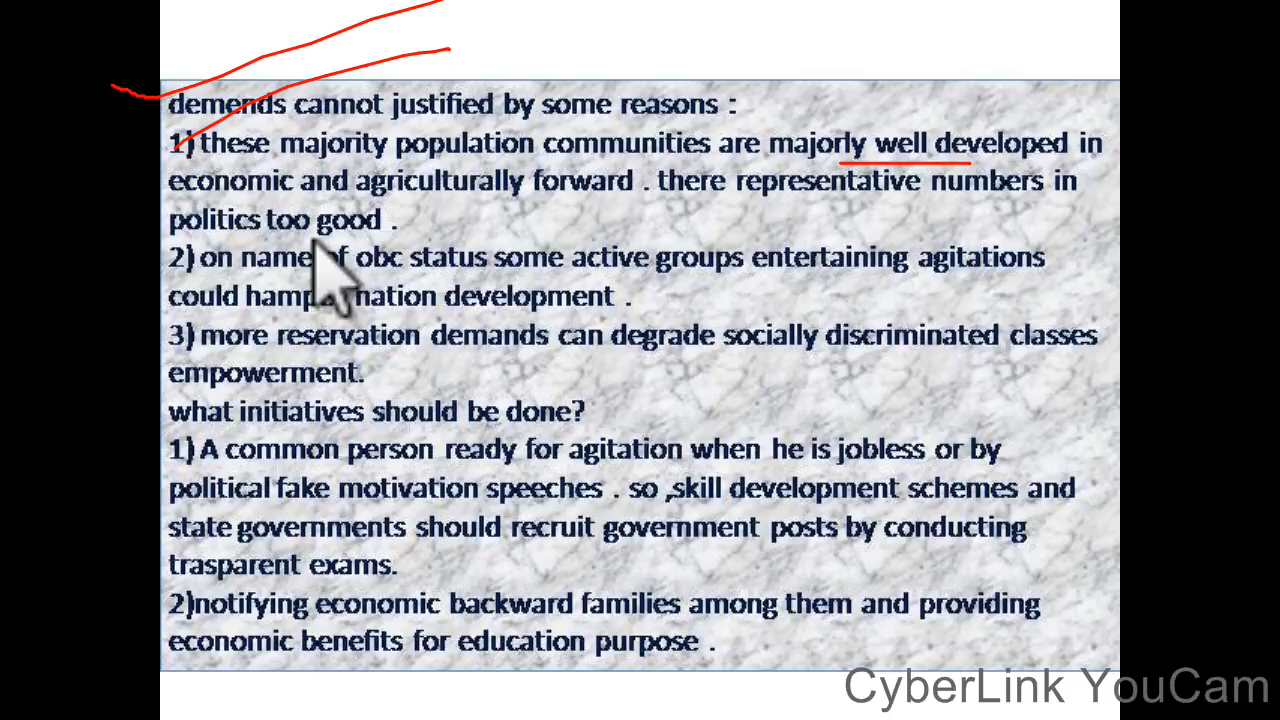 demends cannot justified by some reasons :
1) these majority population communities are majorly well developed in
economic and agriculturally forward . there representative numbers in
politics too good .
2) on name of obc status some active groups entertaining agitations
could hamper nation development .
3) more reservation demands can degrade socially discriminated classes
empowerment.
what initiatives should be done?
1) A common person ready for agitation when he is jobless or by
political fake motivation speeches . so ,skill development schemes and
state governments should recruit government posts by conducting
trasparent exams.
2)notifying economic backward families among them and providing
economic benefits for education purpose .
CyberLink YouCam